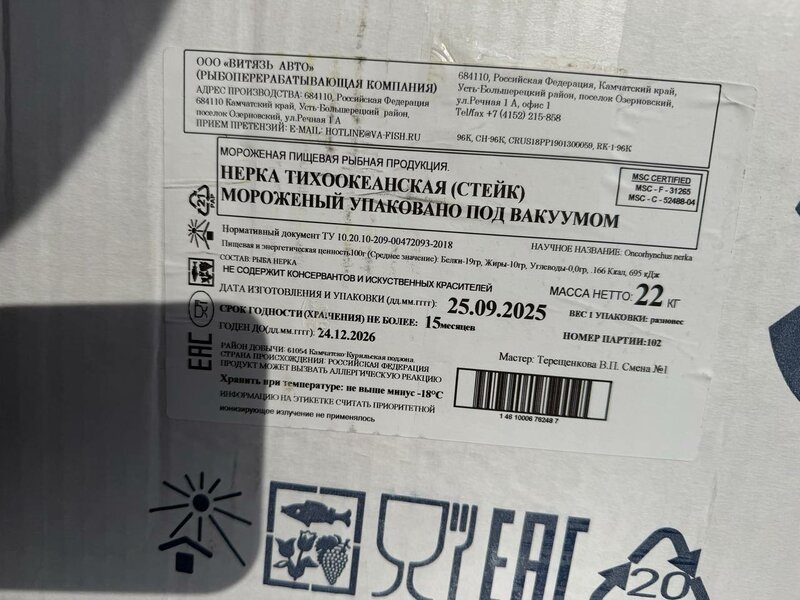 ООО «ВИТЯЗЬ АВТО»
(РЫБОПЕРЕРАБАТЫВАЮЩАЯ КОМПАНИЯ)
АДРЕС ПРОИЗВОДСТВА: 684110, Российская Федерация
684110 Камчатский край, Усть-Большерецкий район, поселок
Озерновский, ул.Речная 1 А
ПРИЕМ ПРЕТЕНЗИЙ: E-MAIL: HOTLINE@VA-FISH.RU
684110, Российская Федерация, Камчатский край,
Усть-Большерецкий район, поселок Озерновский,
ул.Речная 1 А, офис 1
Tel/fax +7 (4152) 215-858
96K, CH-96K, CRUS18PP1901300059, RK-1-96K
МОРОЖЕНАЯ ПИЩЕВАЯ РЫБНАЯ ПРОДУКЦИЯ.
НЕРКА ТИХООКЕАНСКАЯ (СТЕЙК)
МОРОЖЕНЫЙ УПАКОВАНО ПОД ВАКУУМОМ
MSC CERTIFIED
MSC - F - 31265
MSC - C - 52488-04
21
PAP
Нормативный документ ТУ 10.20.10-209-00472093-2018
НАУЧНОЕ НАЗВАНИЕ: Oncorhynchus nerka
Пищевая и энергетическая ценность100г (Среднее значение): Белки-19гр, Жиры-10гр, Углеводы-0,0гр, .166 Ккал, 695 кДж
СОСТАВ: РЫБА НЕРКА
НЕ СОДЕРЖИТ КОНСЕРВАНТОВ И ИСКУСТВЕННЫХ КРАСИТЕЛЕЙ
МАССА НЕТТО: 22 КГ
ДАТА ИЗГОТОВЛЕНИЯ И УПАКОВКИ (ДД.ММ.ГГГГ): 25.09.2025
ВЕС 1 УПАКОВКИ: разновес
СРОК ГОДНОСТИ(ХРАНЕНИЯ) НЕ БОЛЕЕ: 15месяцев
НОМЕР ПАРТИИ:102
ГОДЕН ДО(ДД.ММ.ГГГГ): 24.12.2026
РАЙОН ДОБЫЧИ: 61054 Камчатско-Курильская подзона.
СТРАНА ПРОИСХОЖДЕНИЯ: РОССИЙСКАЯ ФЕДЕРАЦИЯ
Мастер: Терещенкова В.П. Смена №1
ПРОДУКТ МОЖЕТ ВЫЗВАТЬ АЛЛЕРГИЧЕСКУЮ РЕАКЦИЮ
Хранить при температуре: не выше минус -18°С
ИНФОРМАЦИЮ НА ЭТИКЕТКЕ СЧИТАТЬ ПРИОРИТЕТНОЙ
ионизирующее излучение не применялось
1 46 10006 76248 7
EAC
EAC
20